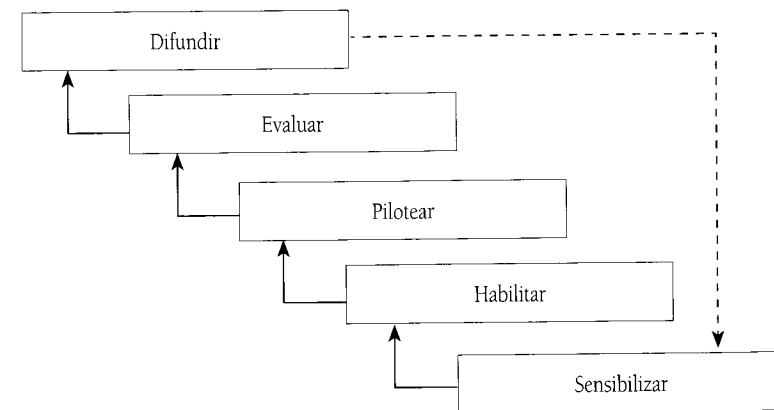 Difundir
Evaluar
Pilotear
Habilitar
Sensibilizar